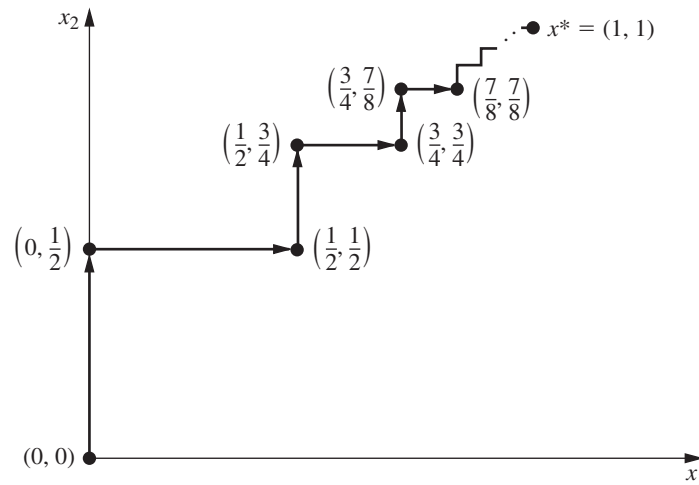 x₂
x* = (1, 1)
(3/4, 7/8)
(7/8, 7/8)
(1/2, 3/4)
(3/4, 3/4)
(0, 1/2)
(1/2, 1/2)
(0, 0)
x